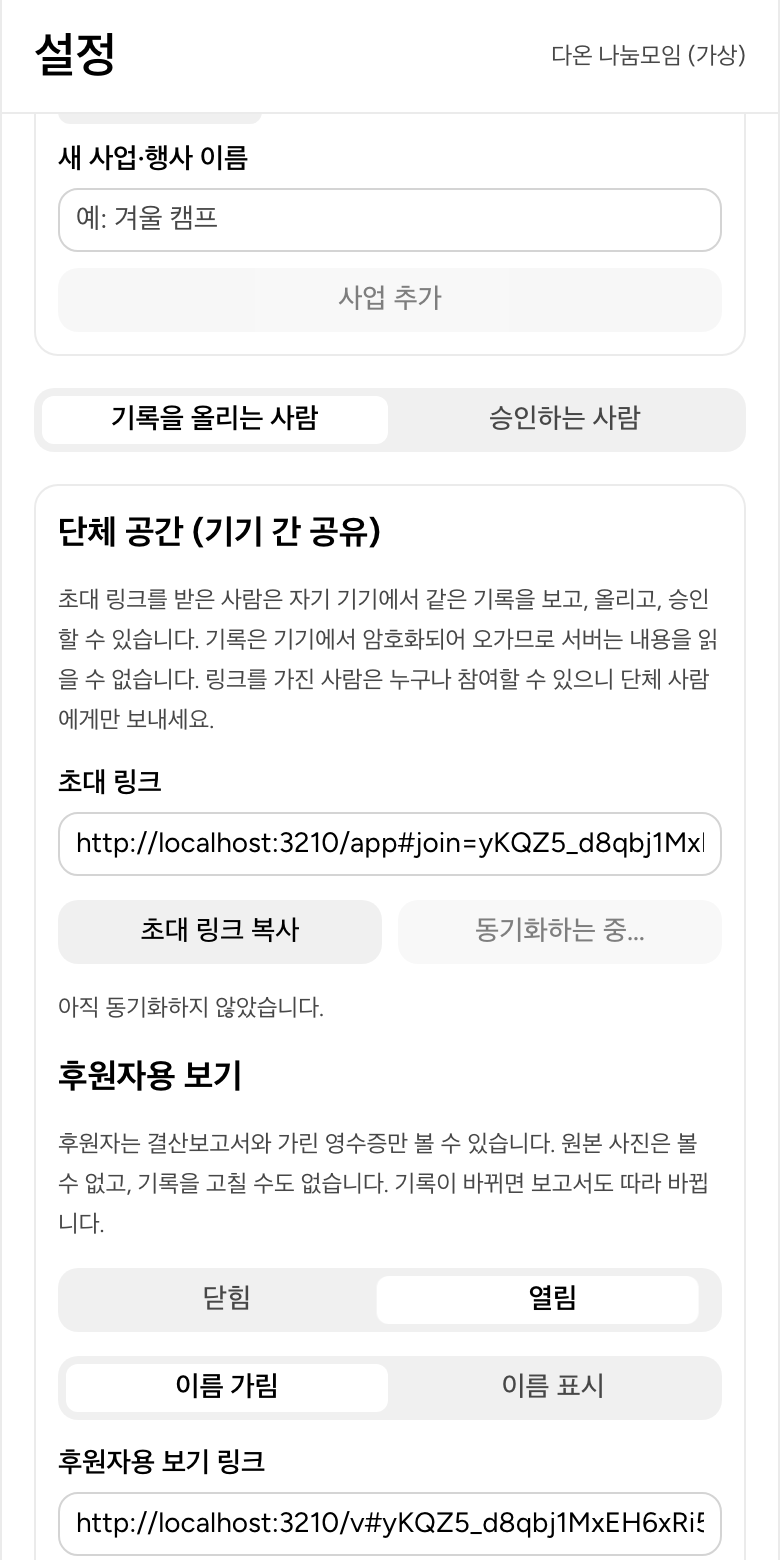 설정
다온 나눔모임 (가상)
새 사업·행사 이름
예: 겨울 캠프
사업 추가
기록을 올리는 사람
승인하는 사람
단체 공간 (기기 간 공유)
초대 링크를 받은 사람은 자기 기기에서 같은 기록을 보고, 올리고, 승인
할 수 있습니다. 기록은 기기에서 암호화되어 오가므로 서버는 내용을 읽
을 수 없습니다. 링크를 가진 사람은 누구나 참여할 수 있으니 단체 사람
에게만 보내세요.
초대 링크
http://localhost:3210/app#join=yKQZ5_d8qbj1Mx
초대 링크 복사
동기화하는 중...
아직 동기화하지 않았습니다.
후원자용 보기
후원자는 결산보고서와 가린 영수증만 볼 수 있습니다. 원본 사진은 볼
수 없고, 기록을 고칠 수도 없습니다. 기록이 바뀌면 보고서도 따라 바뀝
니다.
닫힘
열림
이름 가림
이름 표시
후원자용 보기 링크
http://localhost:3210/v#yKQZ5_d8qbj1MxEH6xRi5